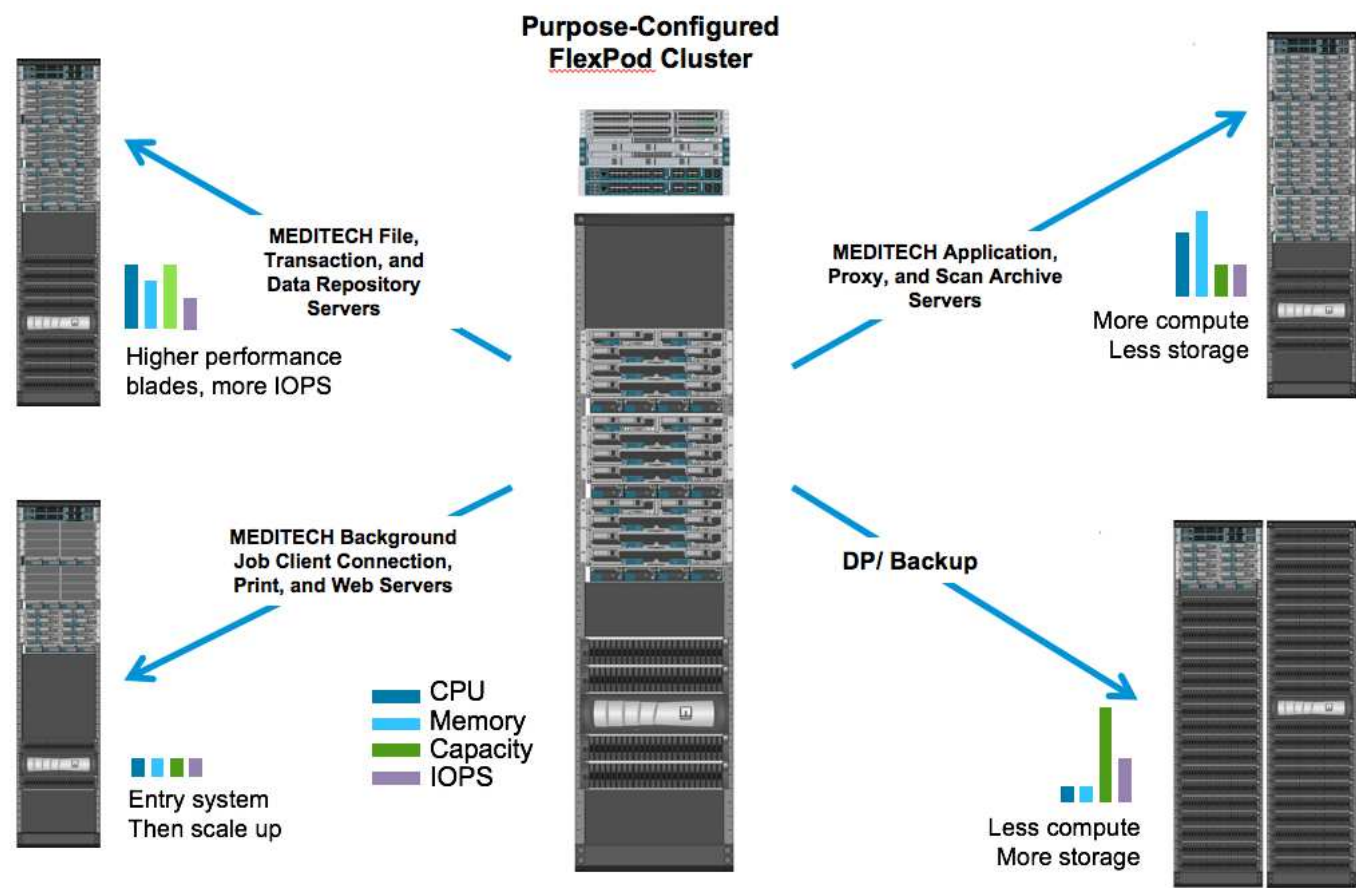 Purpose-Configured
FlexPod Cluster
MEDITECH File,
Transaction, and
Data Repository
Servers
Higher performance
blades, more IOPS
MEDITECH Application,
Proxy, and Scan Archive
Servers
More compute
Less storage
MEDITECH Background
Job Client Connection,
Print, and Web Servers
Entry system
Then scale up
CPU
Memory
Capacity
IOPS
DP/ Backup
Less compute
More storage